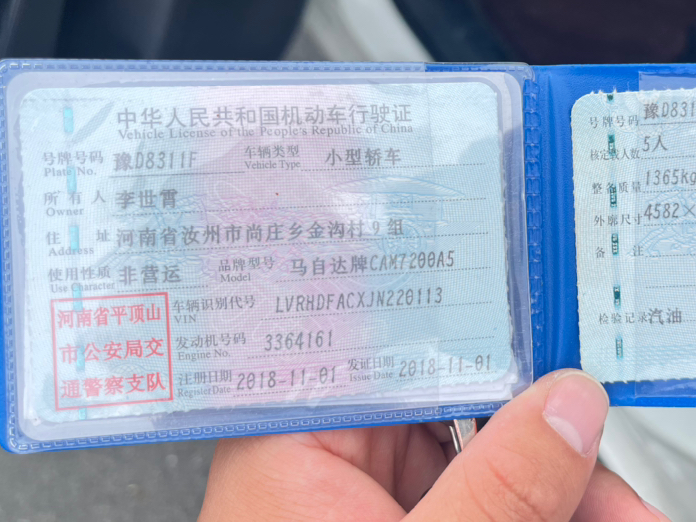 中华人民共和国机动车行驶证
Vehicle License of the People's Republic of China
号牌号码 豫D8311F 车辆类型 小型轿车
Plate No. Vehicle Type
所有人 李世霄
Owner
住址 河南省汝州市尚庄乡金沟村9组
Address
使用性质 非营运 品牌型号 马自达牌CAM7200A5
Use Character Model
河南省平顶山
市公安局交
通警察支队
车辆识别代号 LVRHDFACXJN220113
VIN
发动机号码 3364161
Engine No.
注册日期 2018-11-01 发证日期 2018-11-01
Register Date Issue Date
号牌号码 豫D8311F
核定载人数 5人
整备质量 1365kg
外廓尺寸 4582×
备注
检验记录 汽油